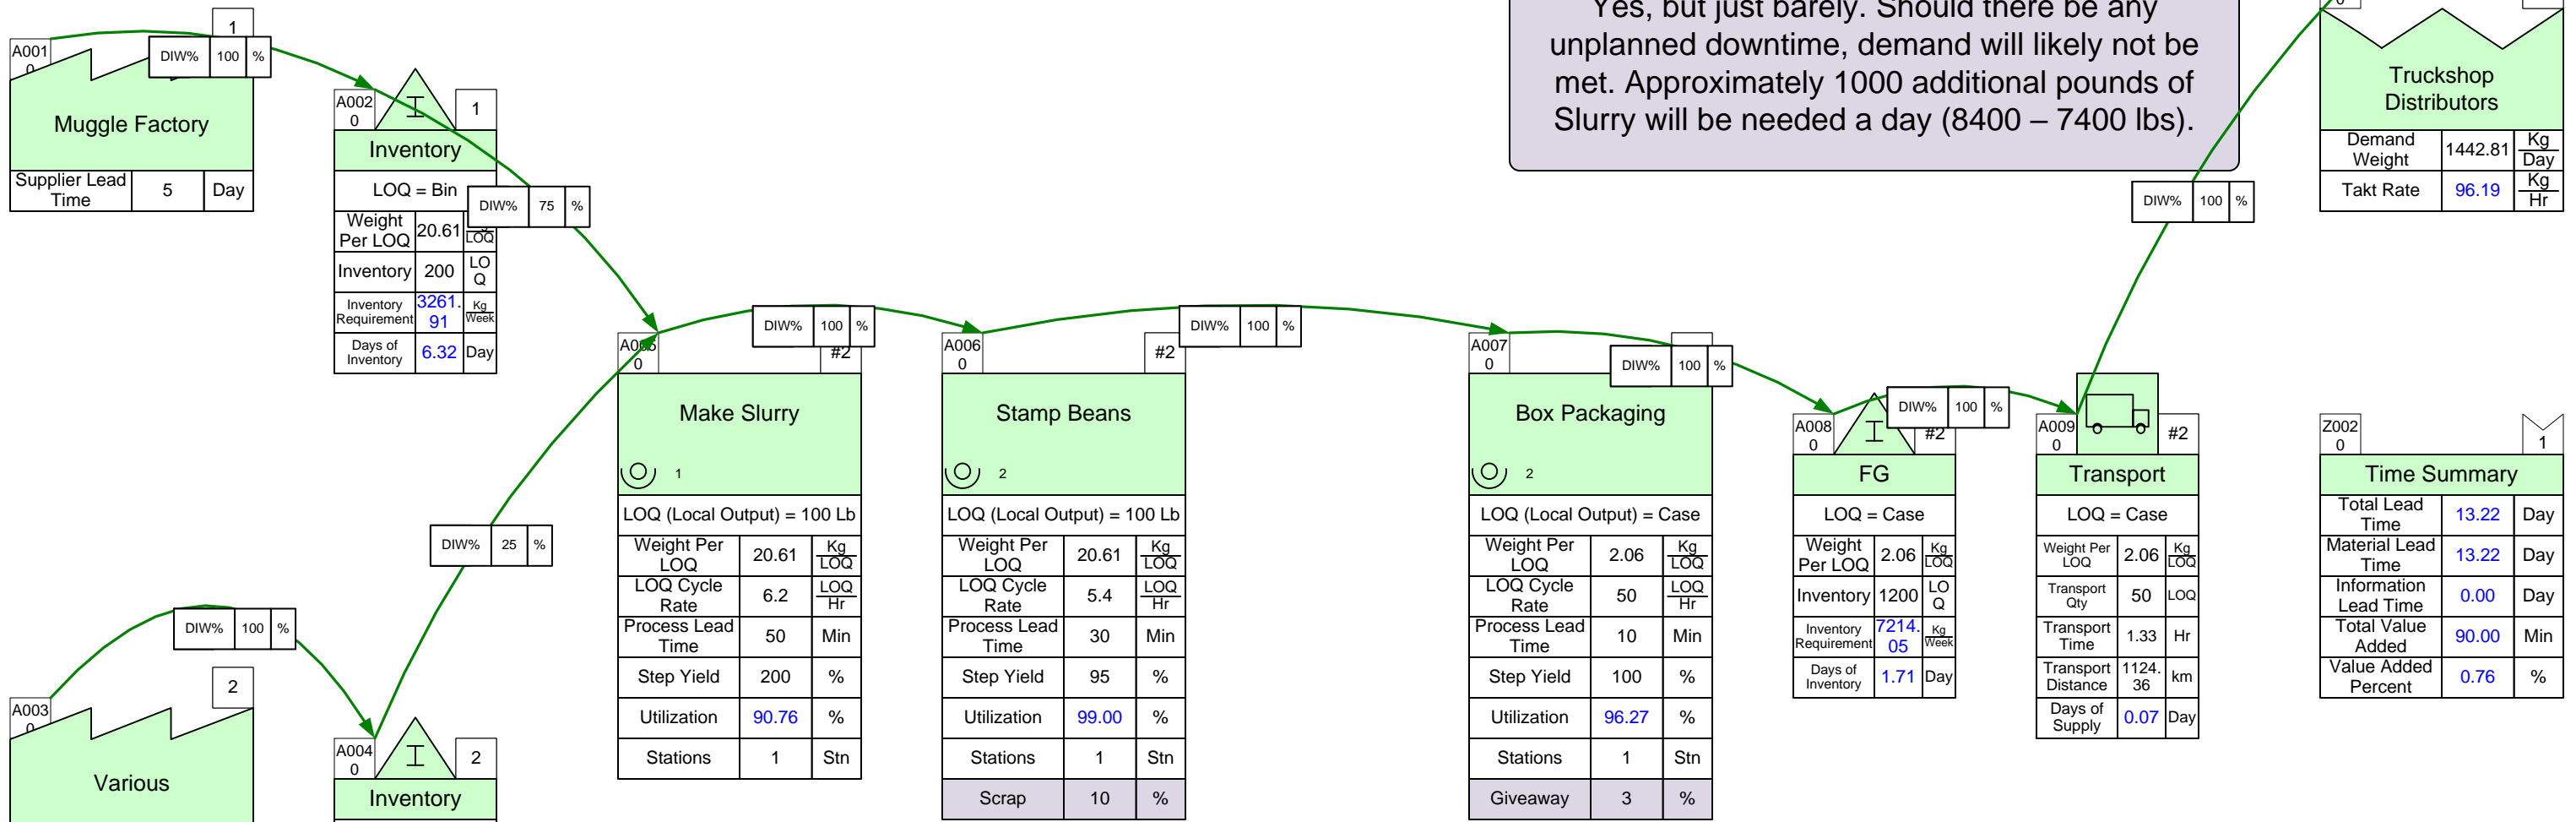 Yes, but just barely. Should there be any
unplanned downtime, demand will likely not be
met. Approximately 1000 additional pounds of
Slurry will be needed a day (8400 – 7400 lbs).
A001
0
1
DIW% 100 %
Muggle Factory
Supplier Lead Time 5 Day
A002
0
I
1
Inventory
LOQ = Bin
Weight Per LOQ 20.61 LOQ
Inventory 200 LOQ
Inventory Requirement 3261.91 Kg/Week
Days of Inventory 6.32 Day
DIW% 75 %
A003
0
2
DIW% 100 %
Various
A004
0
I
2
Inventory
DIW% 25 %
0
#2
DIW% 100 %
Make Slurry
1
LOQ (Local Output) = 100 Lb
Weight Per LOQ 20.61 Kg/LOQ
LOQ Cycle Rate 6.2 LOQ/Hr
Process Lead Time 50 Min
Step Yield 200 %
Utilization 90.76 %
Stations 1 Stn
A006
0
#2
DIW% 100 %
Stamp Beans
2
LOQ (Local Output) = 100 Lb
Weight Per LOQ 20.61 Kg/LOQ
LOQ Cycle Rate 5.4 LOQ/Hr
Process Lead Time 30 Min
Step Yield 95 %
Utilization 99.00 %
Stations 1 Stn
Scrap 10 %
A007
0
DIW% 100 %
Box Packaging
2
LOQ (Local Output) = Case
Weight Per LOQ 2.06 Kg/LOQ
LOQ Cycle Rate 50 LOQ/Hr
Process Lead Time 10 Min
Step Yield 100 %
Utilization 96.27 %
Stations 1 Stn
Giveaway 3 %
A008
0
I
#2
DIW% 100 %
FG
LOQ = Case
Weight Per LOQ 2.06 Kg/LOQ
Inventory 1200 LOQ
Inventory Requirement 7214.05 Kg/Week
Days of Inventory 1.71 Day
A009
0
#2
Transport
LOQ = Case
Weight Per LOQ 2.06 Kg/LOQ
Transport Qty 50 LOQ
Transport Time 1.33 Hr
Transport Distance 1124.36 km
Days of Supply 0.07 Day
DIW% 100 %
Truckshop
Distributors
Demand Weight 1442.81 Kg/Day
Takt Rate 96.19 Kg/Hr
Z002
0
1
Time Summary
Total Lead Time 13.22 Day
Material Lead Time 13.22 Day
Information Lead Time 0.00 Day
Total Value Added 90.00 Min
Value Added Percent 0.76 %